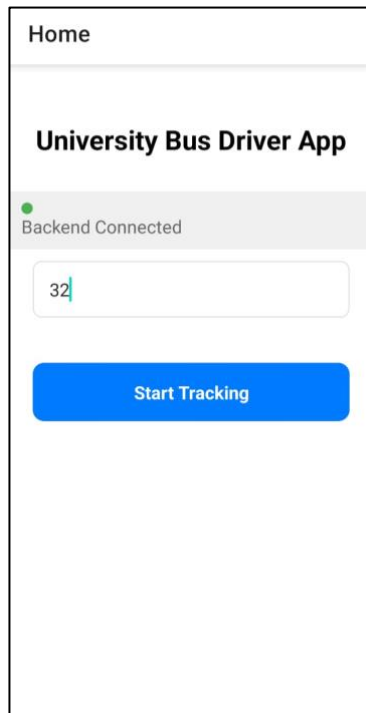 Home
University Bus Driver App
Backend Connected
32
Start Tracking